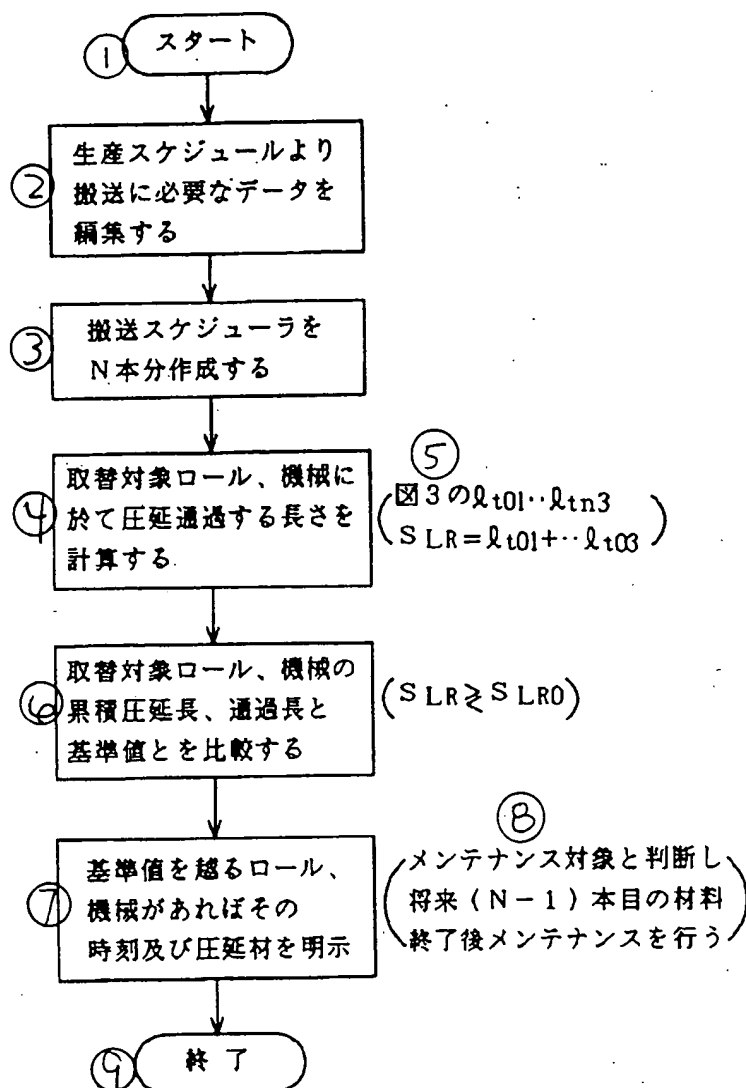 ① スタート
② 生産スケジュールより
搬送に必要なデータを
編集する
③ 搬送スケジューラを
N本分作成する
④ 取替対象ロール、機械に
於て圧延通過する長さを
計算する
⑤
(図3のℓt01‥ℓtn3
SLR=ℓt01+‥ℓt03)
⑥ 取替対象ロール、機械の
累積圧延長、通過長と
基準値とを比較する
(SLR≷SLR0)
⑦ 基準値を越るロール、
機械があればその
時刻及び圧延材を明示
⑧
(メンテナンス対象と判断し
将来(N-1)本目の材料
終了後メンテナンスを行う)
⑨ 終了